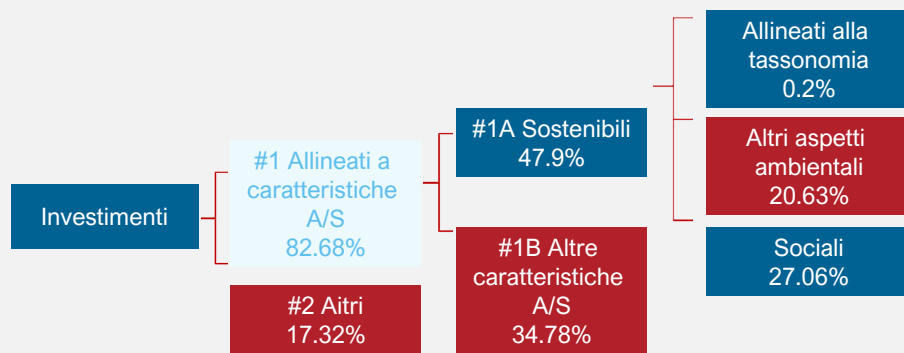 Investimenti
#1 Allineati a
caratteristiche
A/S
82.68%
#2 Aitri
17.32%
#1A Sostenibili
47.9%
#1B Altre
caratteristiche
A/S
34.78%
Allineati alla
tassonomia
0.2%
Altri aspetti
ambientali
20.63%
Sociali
27.06%